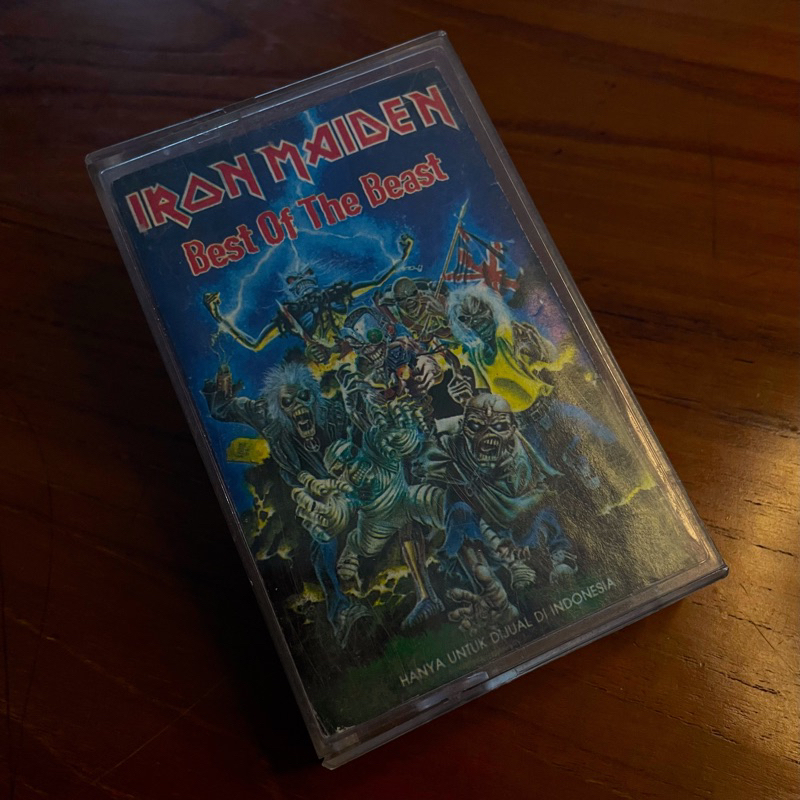 IRON MAIDEN
Best Of The Beast
HANYA UNTUK DIJUAL DI INDONESIA